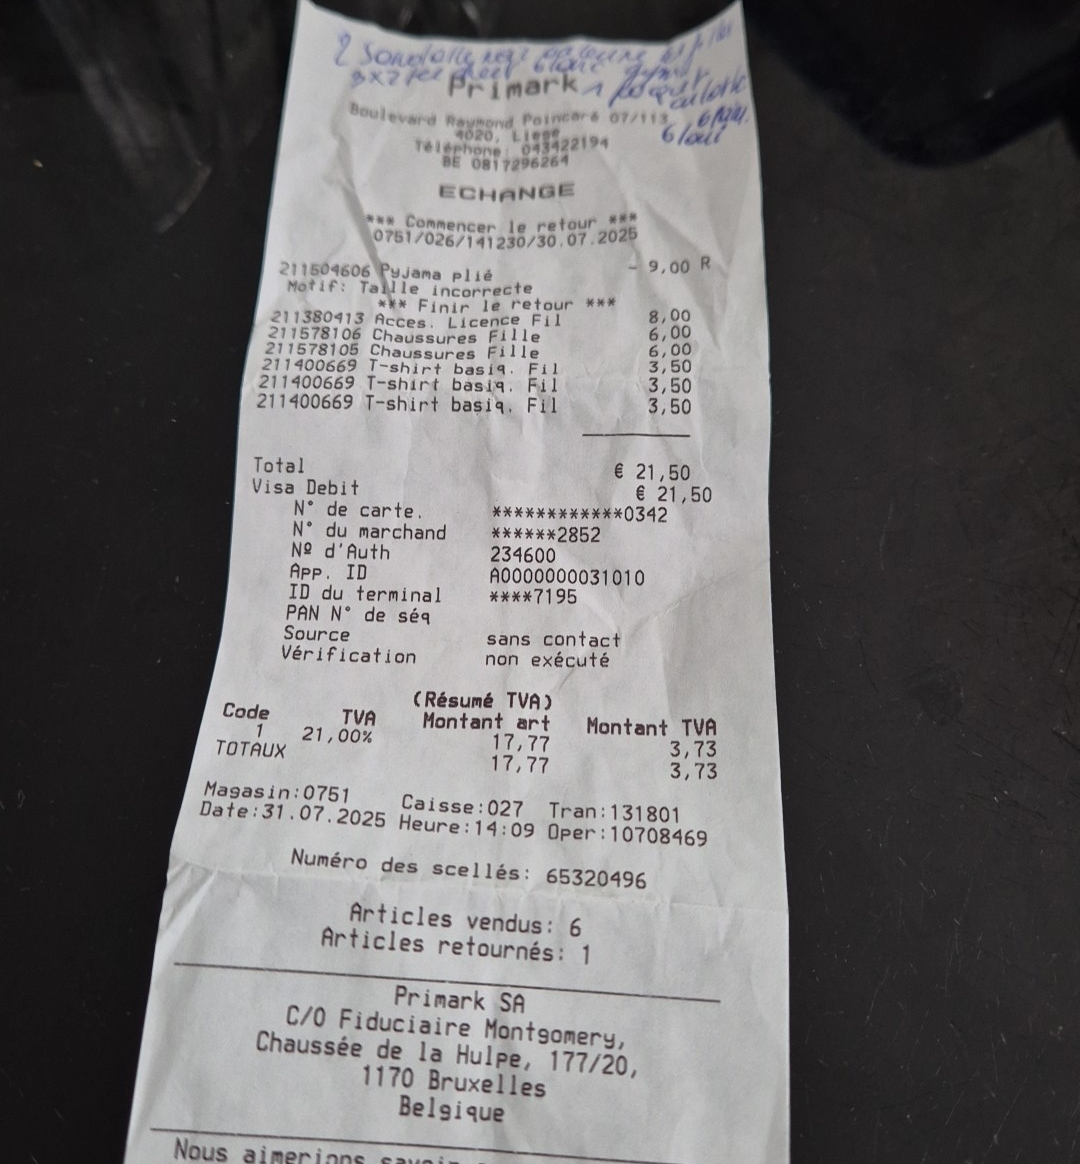 2 Sandalle
Primark
Boulevard Raymond Poincaré 07/113
4020, Liege
Téléphone: 043422194
BE 0817296264
ECHANGE
*** Commencer le retour ***
0751/026/141230/30.07.2025
211504606 Pyjama plié - 9,00 R
Motif: Taille incorrecte
*** Finir le retour ***
211380413 Acces. Licence Fil 8,00
211578106 Chaussures Fille 6,00
211578105 Chaussures Fille 6,00
211400669 T-shirt basiq. Fil 3,50
211400669 T-shirt basiq. Fil 3,50
211400669 T-shirt basiq. Fil 3,50
Total € 21,50
Visa Debit € 21,50
N° de carte. ************0342
N° du marchand ******2852
Nº d'Auth 234600
App. ID A0000000031010
ID du terminal ****7195
PAN N° de séq
Source sans contact
Vérification non exécuté
(Résumé TVA)
Code TVA Montant art Montant TVA
1 21,00% 17,77 3,73
TOTAUX 17,77 3,73
Magasin:0751 Caisse:027 Tran:131801
Date:31.07.2025 Heure:14:09 Oper:10708469
Numéro des scellés: 65320496
Articles vendus: 6
Articles retournés: 1
Primark SA
C/O Fiduciaire Montgomery,
Chaussée de la Hulpe, 177/20,
1170 Bruxelles
Belgique
Nous aimerions savoir